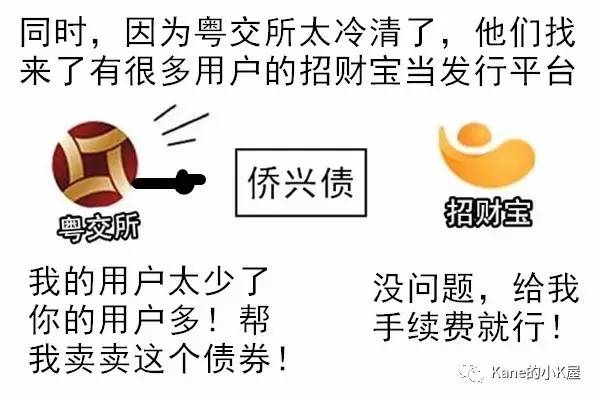 同时，因为粤交所太冷清了，他们找
来了有很多用户的招财宝当发行平台
侨兴债
粤交所
招财宝
我的用户太少了
你的用户多！帮
我卖卖这个债券！
没问题，给我
手续费就行！
Kane的小K屋